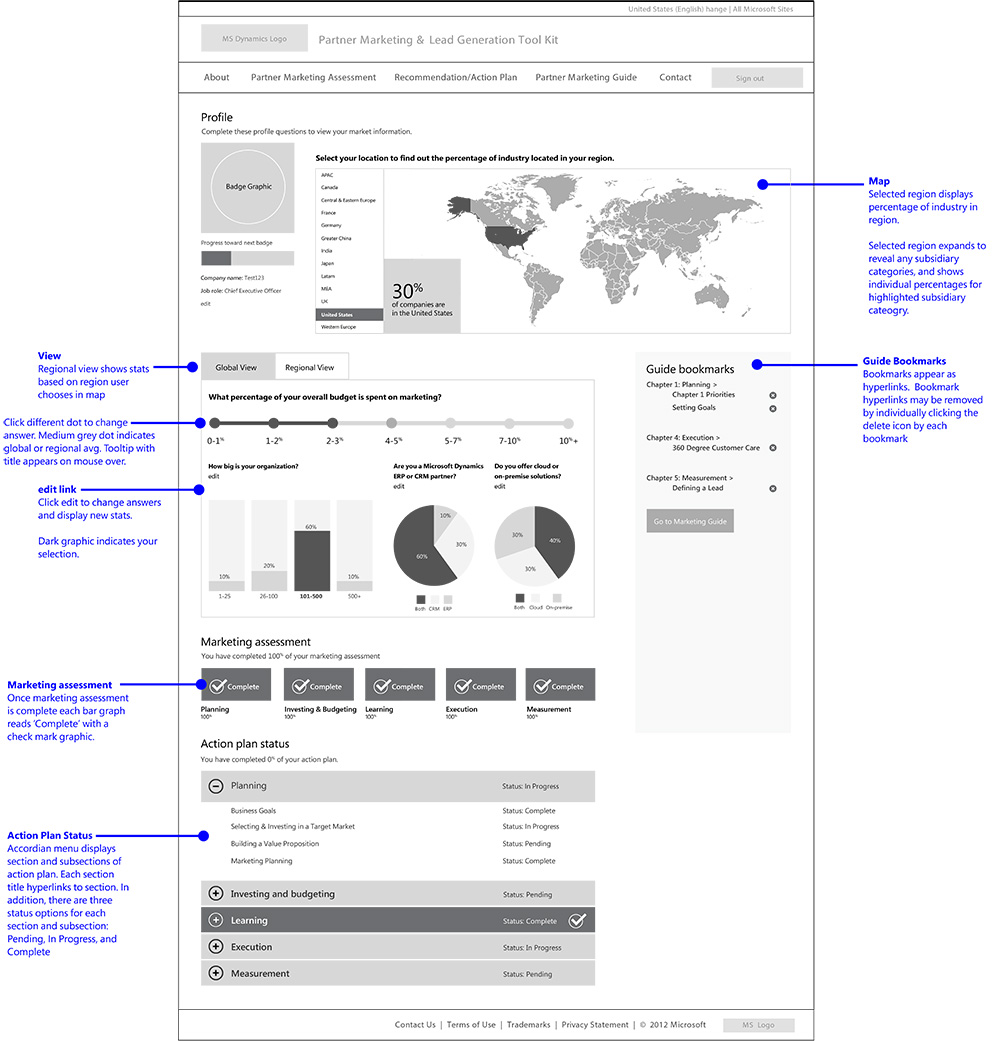 United States (English) hange | All Microsoft Sites
MS Dynamics Logo
Partner Marketing & Lead Generation Tool Kit
About
Partner Marketing Assessment
Recommendation/Action Plan
Partner Marketing Guide
Contact
Sign out
Profile
Complete these profile questions to view your market information.
Badge Graphic
Progress toward next badge
Company name: Test123
Job role: Chief Executive Officer
edit
Select your location to find out the percentage of industry located in your region.
APAC
Canada
Central & Eastern Europe
France
Germany
Greater China
India
Japan
Latam
MEA
UK
United States
Western Europe
30%
of companies are
in the United States
Map
Selected region displays
percentage of industry in
region.
Selected region expands to
reveal any subsidiary
categories, and shows
individual percentages for
highlighted subsidiary
cateogry.
View
Regional view shows stats
based on region user
chooses in map
Global View
Regional View
What percentage of your overall budget is spent on marketing?
0-1%
1-2%
2-3%
4-5%
5-7%
7-10%
10%+
Click different dot to change
answer. Medium grey dot indicates
global or regional avg. Tooltip with
title appears on mouse over.
edit link
Click edit to change answers
and display new stats.
Dark graphic indicates your
selection.
How big is your organization?
edit
10%
20%
60%
10%
1-25
26-100
101-500
500+
Are you a Microsoft Dynamics
ERP or CRM partner?
edit
10%
30%
60%
Both
CRM
ERP
Do you offer cloud or
on-premise solutions?
edit
30%
40%
30%
Both
Cloud
On-premise
Guide bookmarks
Chapter 1: Planning >
Chapter 1 Priorities
Setting Goals
Chapter 4: Execution >
360 Degree Customer Care
Chapter 5: Measurement >
Defining a Lead
Go to Marketing Guide
Guide Bookmarks
Bookmarks appear as
hyperlinks. Bookmark
hyperlinks may be removed
by individually clicking the
delete icon by each
bookmark
Marketing assessment
You have completed 100% of your marketing assessment
Complete
Complete
Complete
Complete
Complete
Planning
100%
Investing & Budgeting
100%
Learning
100%
Execution
100%
Measurement
100%
Marketing assessment
Once marketing assessment
is complete each bar graph
reads ‘Complete’ with a
check mark graphic.
Action plan status
You have completed 0% of your action plan.
Planning
Status: In Progress
Business Goals
Status: Complete
Selecting & Investing in a Target Market
Status: In Progress
Building a Value Proposition
Status: Pending
Marketing Planning
Status: Complete
Investing and budgeting
Status: Pending
Learning
Status: Complete
Execution
Status: In Progress
Measurement
Status: Pending
Action Plan Status
Accordian menu displays
section and subsections of
action plan. Each section
title hyperlinks to section. In
addition, there are three
status options for each
section and subsection:
Pending, In Progress, and
Complete
Contact Us | Terms of Use | Trademarks | Privacy Statement | © 2012 Microsoft
MS Logo